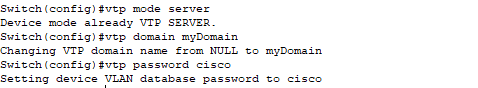 Switch(config)#vtp mode server
Device mode already VTP SERVER.
Switch(config)#vtp domain myDomain
Changing VTP domain name from NULL to myDomain
Switch(config)#vtp password cisco
Setting device VLAN database password to cisco